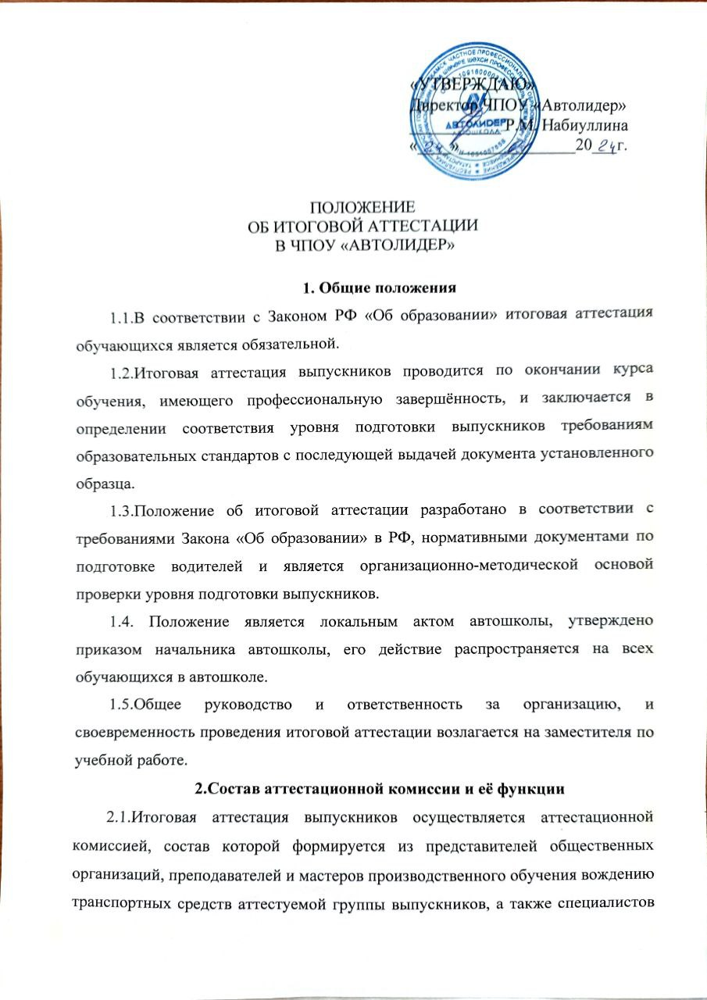 «УТВЕРЖДАЮ»
Директор ЧПОУ «Автолидер»
Р.М. Набиуллина
« » 20 24 г.
АВТОЛИДЕР
АВТОШКОЛА
ПОЛОЖЕНИЕ
ОБ ИТОГОВОЙ АТТЕСТАЦИИ
В ЧПОУ «АВТОЛИДЕР»
1. Общие положения
1.1.В соответствии с Законом РФ «Об образовании» итоговая аттестация
обучающихся является обязательной.
1.2.Итоговая аттестация выпускников проводится по окончании курса
обучения, имеющего профессиональную завершённость, и заключается в
определении соответствия уровня подготовки выпускников требованиям
образовательных стандартов с последующей выдачей документа установленного
образца.
1.3.Положение об итоговой аттестации разработано в соответствии с
требованиями Закона «Об образовании» в РФ, нормативными документами по
подготовке водителей и является организационно-методической основой
проверки уровня подготовки выпускников.
1.4. Положение является локальным актом автошколы, утверждено
приказом начальника автошколы, его действие распространяется на всех
обучающихся в автошколе.
1.5.Общее руководство и ответственность за организацию, и
своевременность проведения итоговой аттестации возлагается на заместителя по
учебной работе.
2.Состав аттестационной комиссии и её функции
2.1.Итоговая аттестация выпускников осуществляется аттестационной
комиссией, состав которой формируется из представителей общественных
организаций, преподавателей и мастеров производственного обучения вождению
транспортных средств аттестуемой группы выпускников, а также специалистов